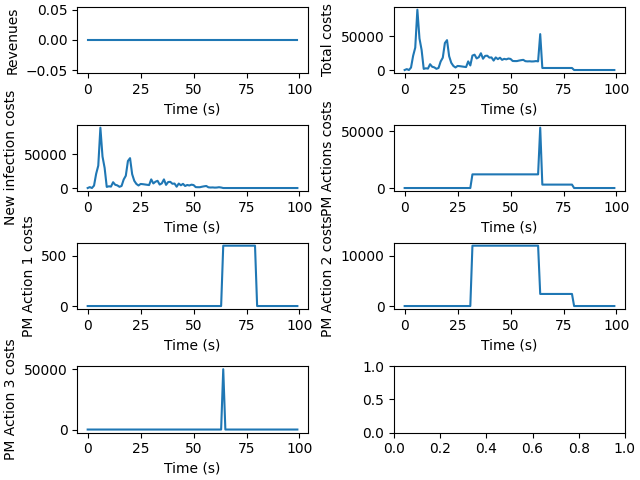 Revenues
0.05
0.00
−0.05
0 25 50 75 100
Time (s)
Total costs
50000
0
0 25 50 75 100
Time (s)
New infection costs
50000
0
0 25 50 75 100
Time (s)
PM Actions costs
50000
0
0 25 50 75 100
Time (s)
PM Action 1 costs
500
0
0 25 50 75 100
Time (s)
PM Action 2 costs
10000
0
0 25 50 75 100
Time (s)
PM Action 3 costs
50000
0
0 25 50 75 100
Time (s)
1.0
0.5
0.0
0.0 0.2 0.4 0.6 0.8 1.0